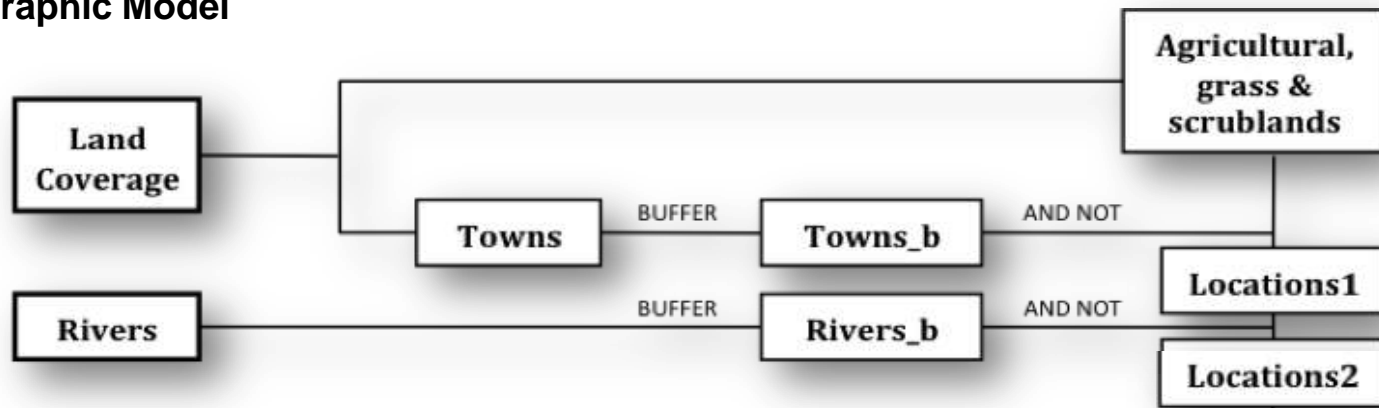 raphic Model
Agricultural,
grass &
scrublands
Land
Coverage
Towns
BUFFER
Towns_b
AND NOT
Locations1
Rivers
BUFFER
Rivers_b
AND NOT
Locations2